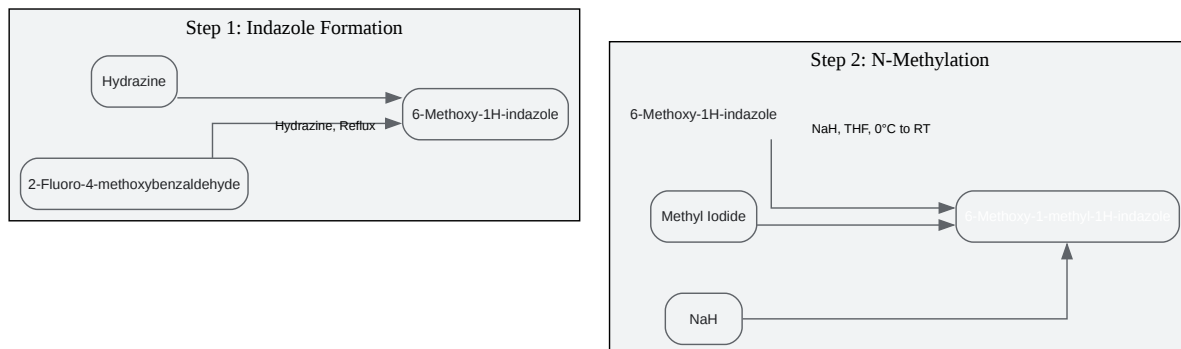 Step 1: Indazole Formation
Hydrazine
6-Methoxy-1H-indazole
Hydrazine, Reflux
2-Fluoro-4-methoxybenzaldehyde
Step 2: N-Methylation
6-Methoxy-1H-indazole
NaH, THF, 0°C to RT
Methyl Iodide
6-Methoxy-1-methyl-1H-indazole
NaH